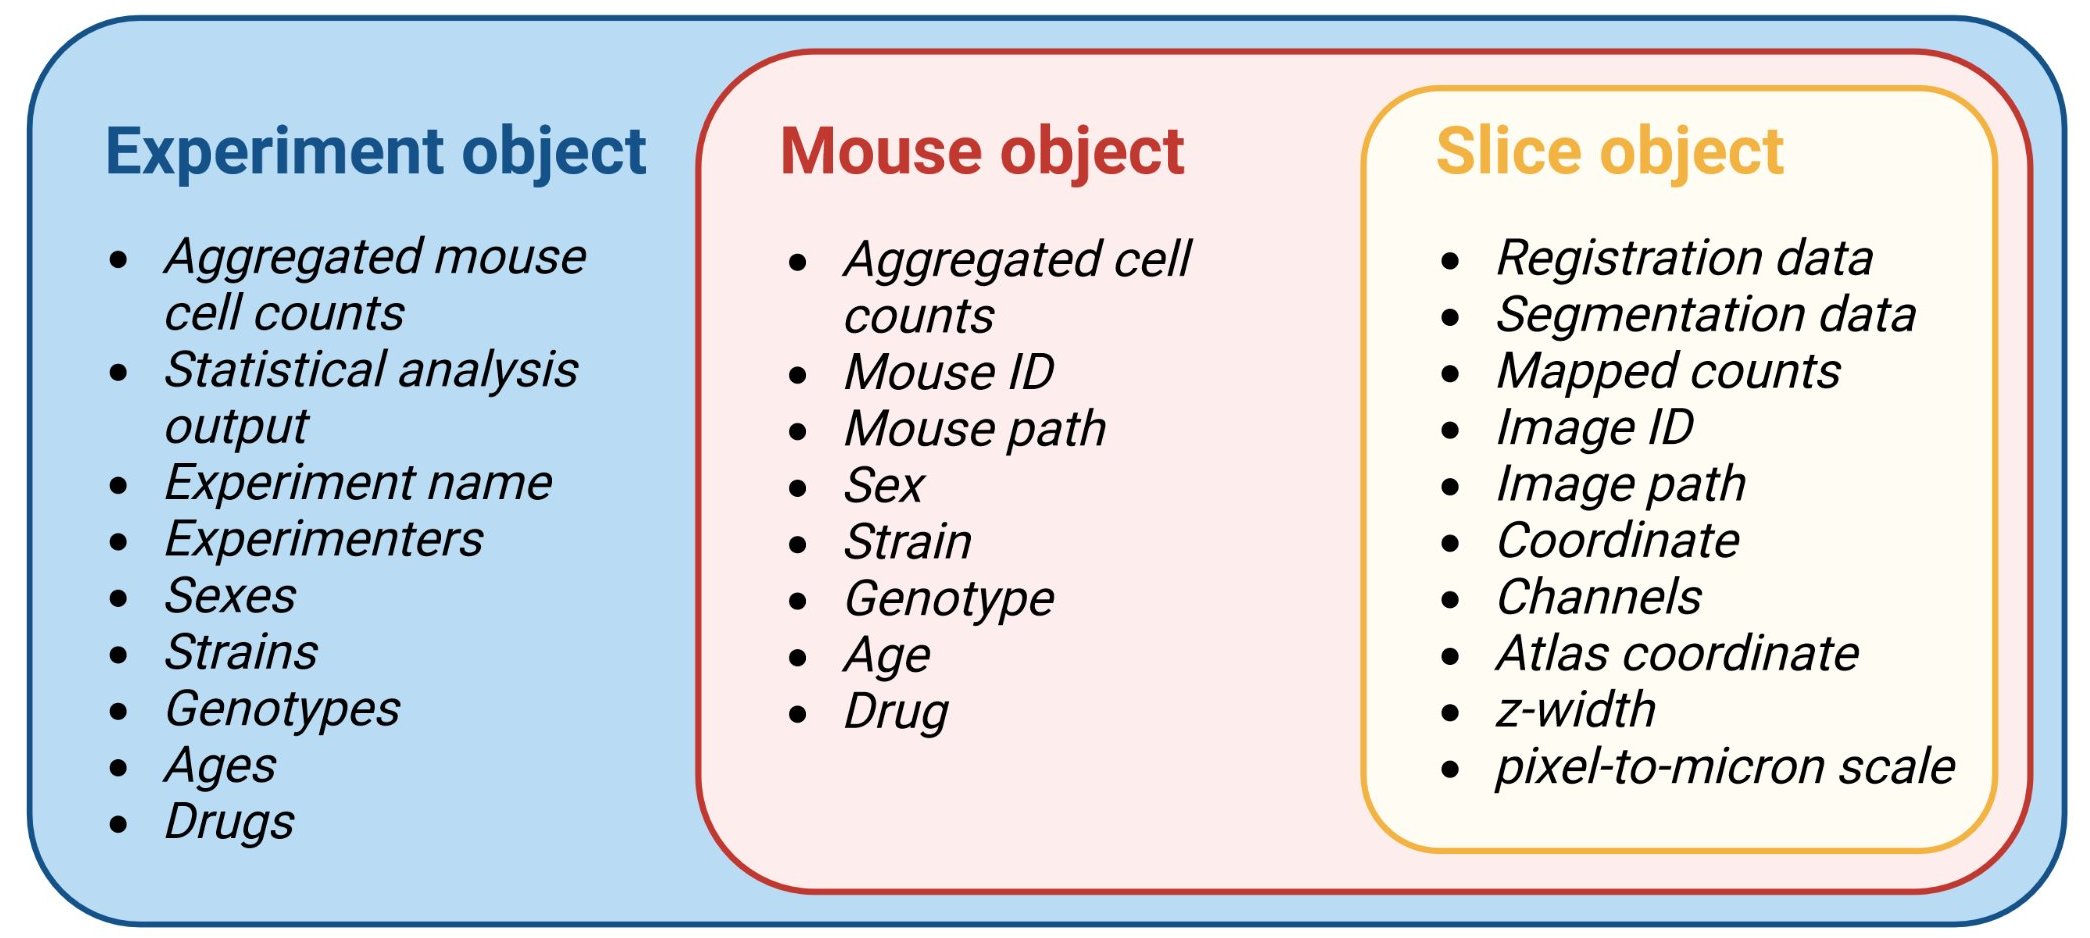 Experiment object
Aggregated mouse
cell counts
Statistical analysis
output
Experiment name
Experimenters
Sexes
Strains
Genotypes
Ages
Drugs
Mouse object
Aggregated cell
counts
Mouse ID
Mouse path
Sex
Strain
Genotype
Age
Drug
Slice object
Registration data
Segmentation data
Mapped counts
Image ID
Image path
Coordinate
Channels
Atlas coordinate
z-width
pixel-to-micron scale